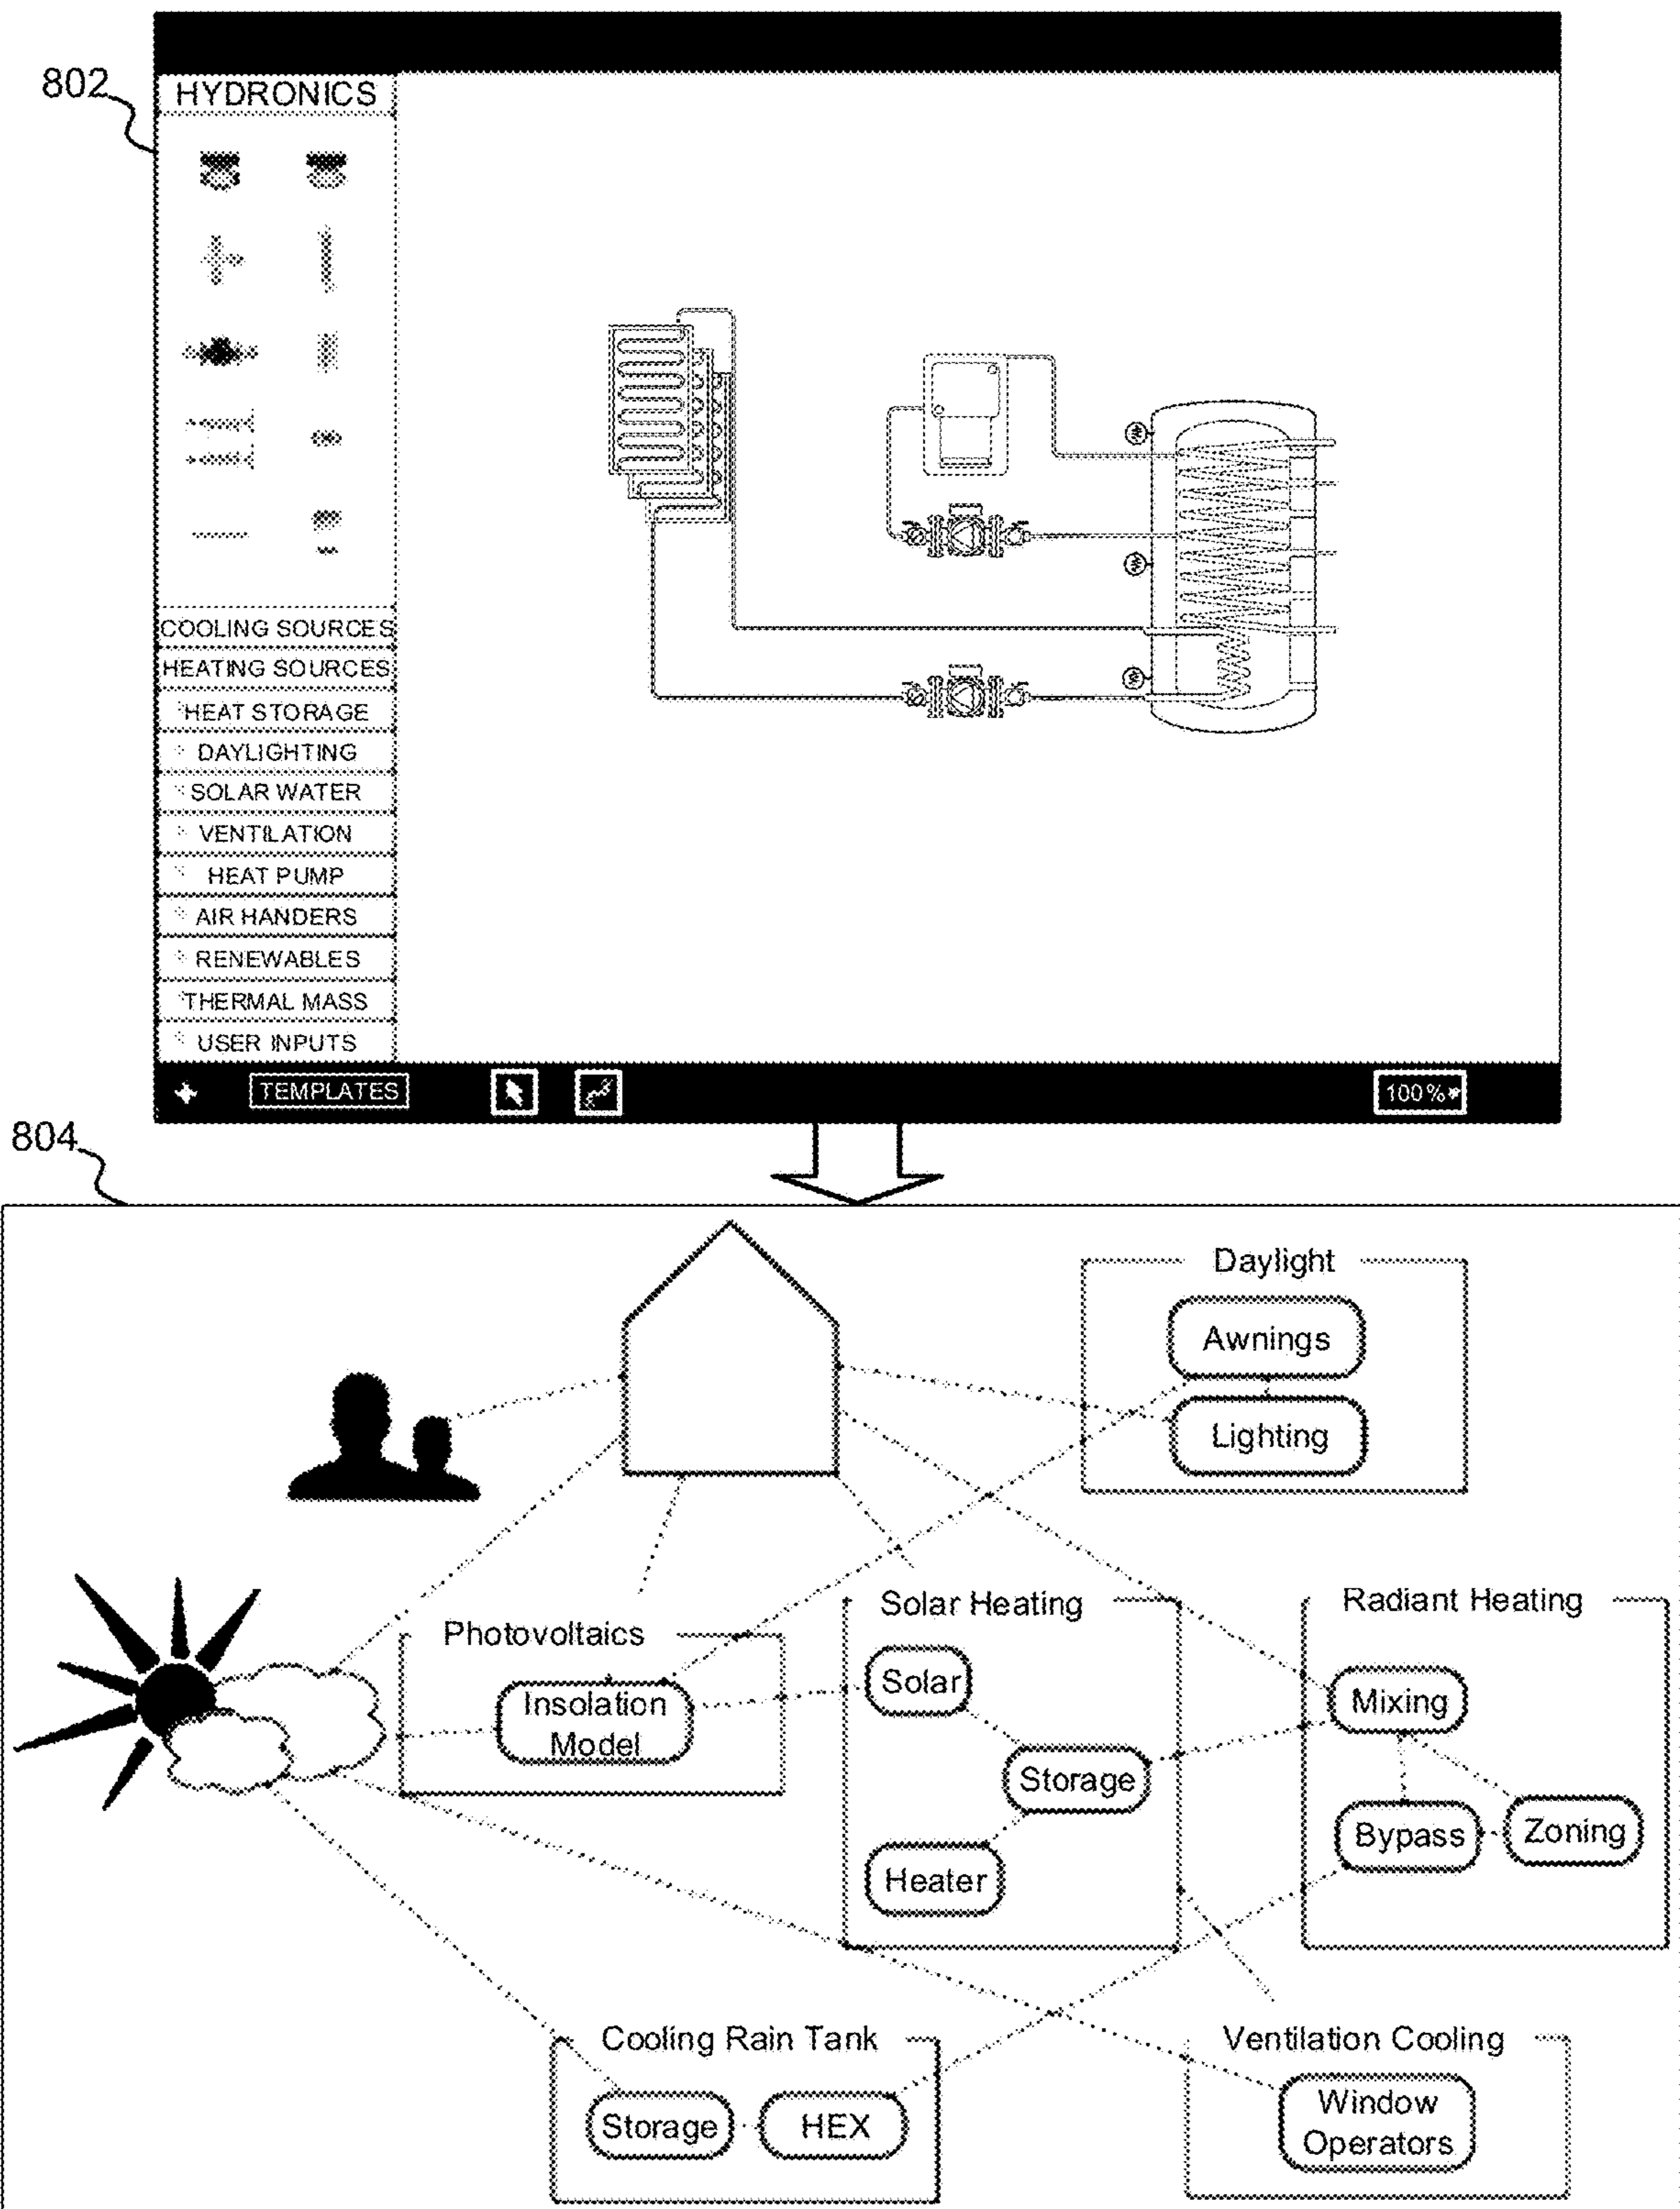 802
HYDRONICS
COOLING SOURCES
HEATING SOURCES
HEAT STORAGE
DAYLIGHTING
SOLAR WATER
VENTILATION
HEAT PUMP
AIR HANDERS
RENEWABLES
THERMAL MASS
USER INPUTS
TEMPLATES
100%
804
Daylight
Awnings
Lighting
Photovoltaics
Insolation
Model
Solar Heating
Solar
Storage
Heater
Radiant Heating
Mixing
Bypass
Zoning
Cooling Rain Tank
Storage
HEX
Ventilation Cooling
Window
Operators